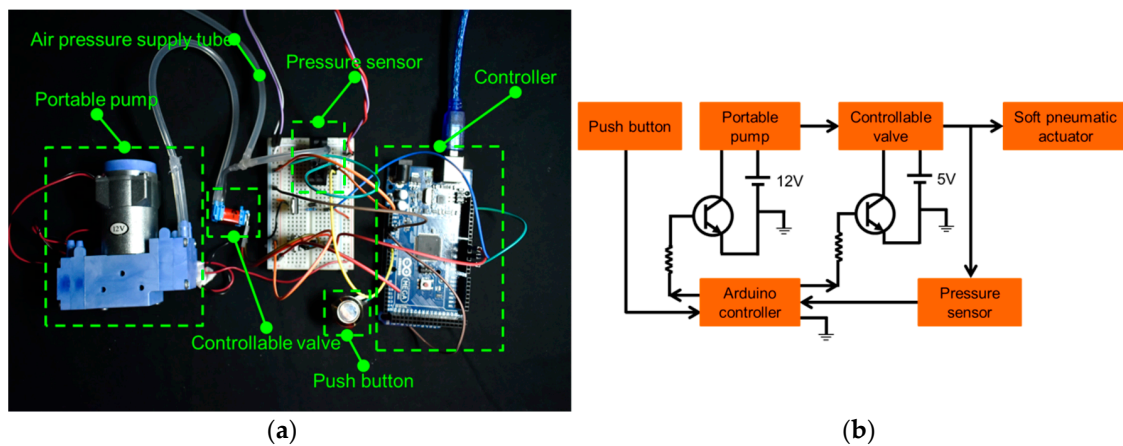 Air pressure supply tube
Pressure sensor
Controller
Portable pump
12V
MEGA
Controllable valve
Push button
Push button
Portable
pump
Controllable
valve
Soft pneumatic
actuator
12V
5V
Arduino
controller
Pressure
sensor
(a)
(b)